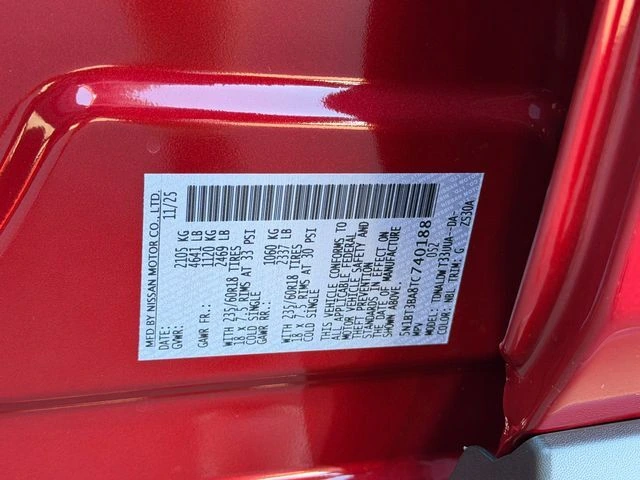 MFD BY NISSAN MOTOR CO., LTD.
DATE: 11/25
GVWR: 2105 KG
4641 LB
GAWR FR.: 1120 KG
2469 LB
WITH 235/60R18 TIRES
18 X 7.5 RIMS AT 33 PSI
COLD SINGLE
GAWR RR.: 1060 KG
2337 LB
WITH 235/60R18 TIRES
18 X 7.5 RIMS AT 30 PSI
COLD SINGLE
THIS VEHICLE CONFORMS TO
ALL APPLICABLE FEDERAL
MOTOR VEHICLE SAFETY AND
THEFT PREVENTION
STANDARDS IN EFFECT
ON THE DATE OF MANUFACTURE
SHOWN ABOVE.
5N1BT3BA8TC740188
MPV 052
MODEL: -DA-
COLOR: NBL TRIM: G ZS30A